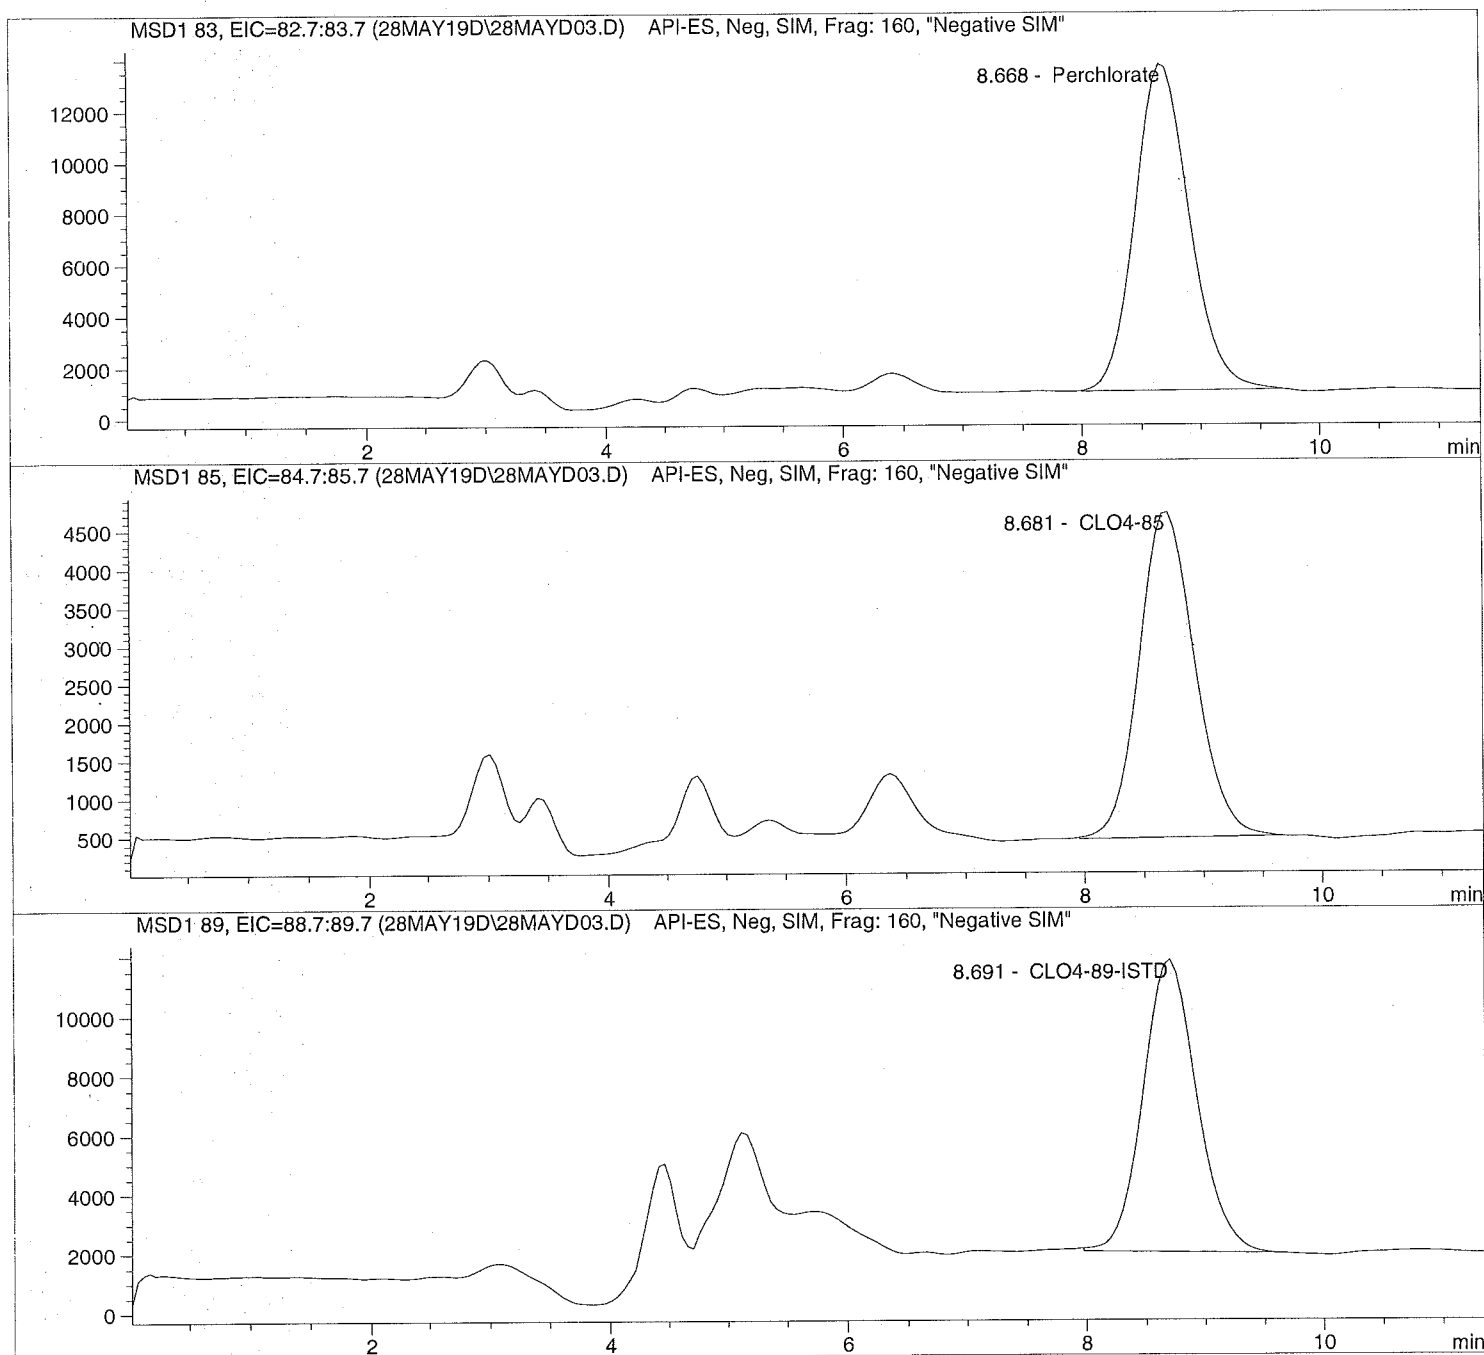 MSD1 83, EIC=82.7:83.7 (28MAY19D\28MAYD03.D) API-ES, Neg, SIM, Frag: 160, "Negative SIM"
8.668 - Perchlorate
12000
10000
8000
6000
4000
2000
0
2 4 6 8 10 min
MSD1 85, EIC=84.7:85.7 (28MAY19D\28MAYD03.D) API-ES, Neg, SIM, Frag: 160, "Negative SIM"
8.681 - CLO4-85
4500
4000
3500
3000
2500
2000
1500
1000
500
2 4 6 8 10 min
MSD1 89, EIC=88.7:89.7 (28MAY19D\28MAYD03.D) API-ES, Neg, SIM, Frag: 160, "Negative SIM"
8.691 - CLO4-89-ISTD
10000
8000
6000
4000
2000
0
2 4 6 8 10 min